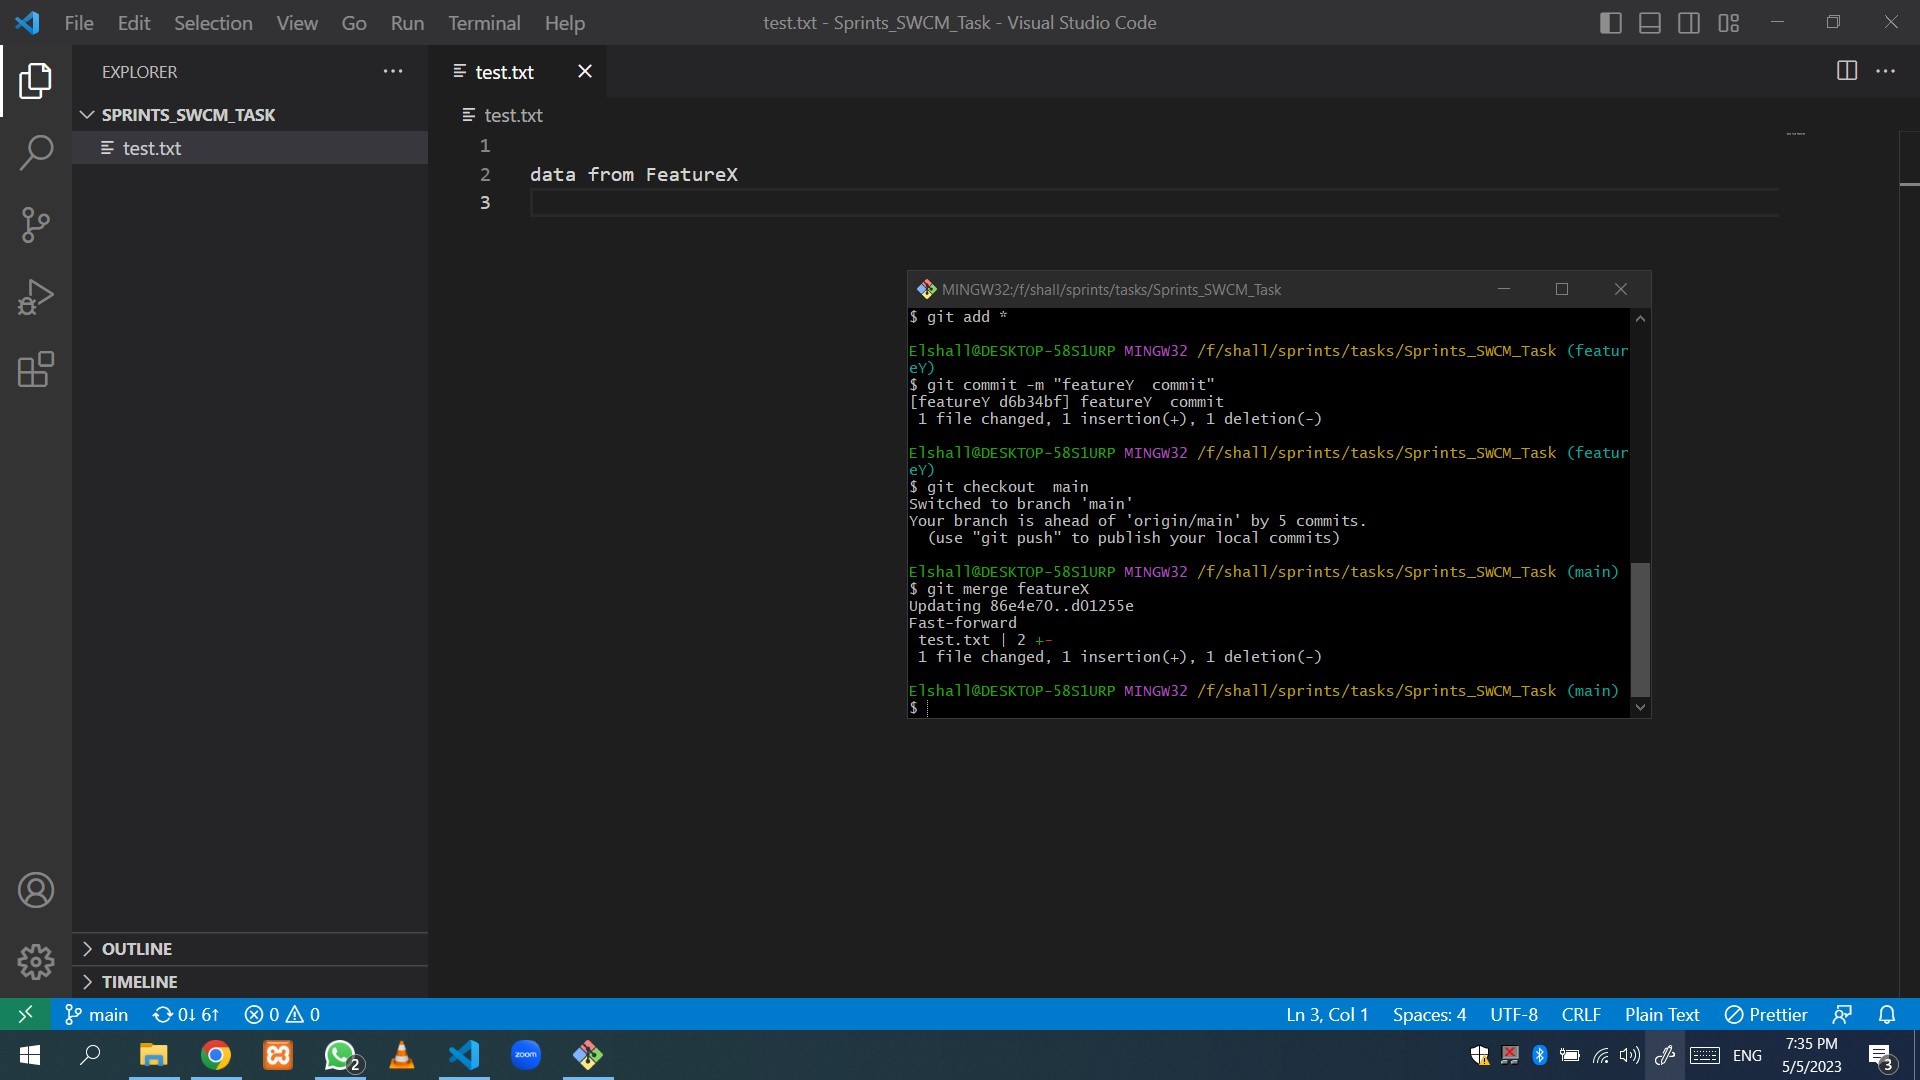 File Edit Selection View Go Run Terminal Help
test.txt - Sprints_SWCM_Task - Visual Studio Code
EXPLORER
SPRINTS_SWCM_TASK
test.txt
OUTLINE
TIMELINE
test.txt
test.txt
1
2 data from FeatureX
3
MINGW32:/f/shall/sprints/tasks/Sprints_SWCM_Task
$ git add *
Elshall@DESKTOP-58S1URP MINGW32 /f/shall/sprints/tasks/Sprints_SWCM_Task (featur
eY)
$ git commit -m "featureY  commit"
[featureY d6b34bf] featureY  commit
 1 file changed, 1 insertion(+), 1 deletion(-)
Elshall@DESKTOP-58S1URP MINGW32 /f/shall/sprints/tasks/Sprints_SWCM_Task (featur
eY)
$ git checkout  main
Switched to branch 'main'
Your branch is ahead of 'origin/main' by 5 commits.
  (use "git push" to publish your local commits)
Elshall@DESKTOP-58S1URP MINGW32 /f/shall/sprints/tasks/Sprints_SWCM_Task (main)
$ git merge featureX
Updating 86e4e70..d01255e
Fast-forward
 test.txt | 2 +-
 1 file changed, 1 insertion(+), 1 deletion(-)
Elshall@DESKTOP-58S1URP MINGW32 /f/shall/sprints/tasks/Sprints_SWCM_Task (main)
$
main 0↓ 6↑ 0 0
Ln 3, Col 1 Spaces: 4 UTF-8 CRLF Plain Text Prettier
2
zoom
ENG
7:35 PM
5/5/2023
3